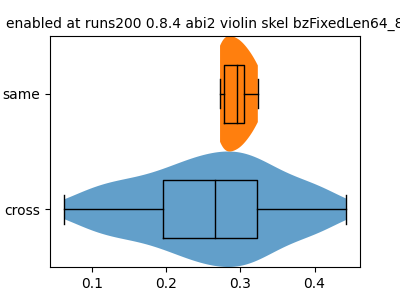 enabled at runs200 0.8.4 abi2 violin skel bzFixedLen64_8
same
cross
0.1 0.2 0.3 0.4